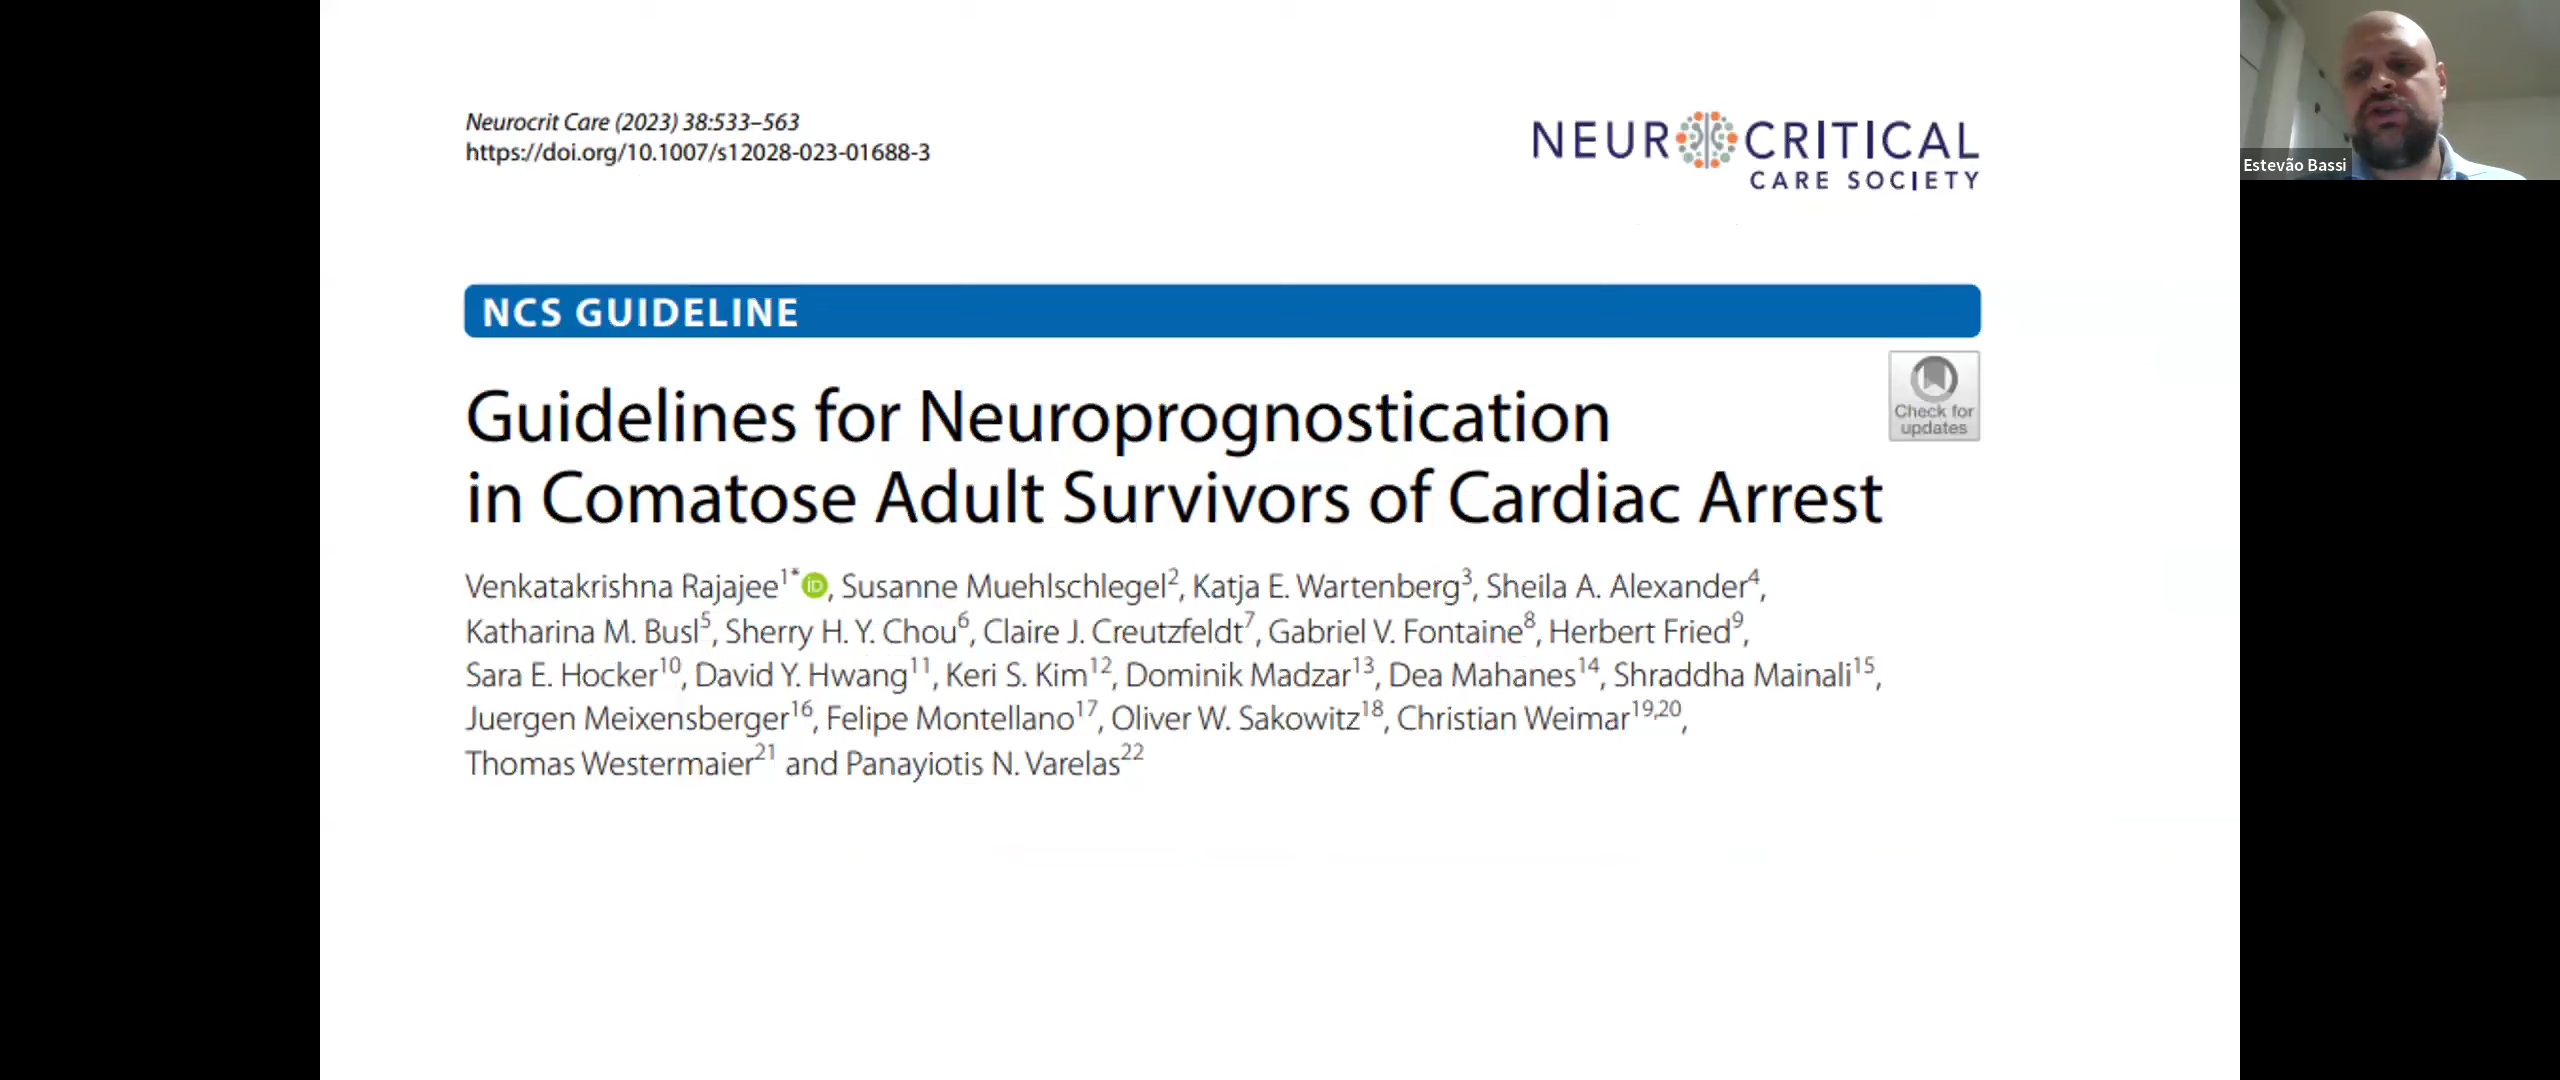 Neurocrit Care (2023) 38:533–563
https://doi.org/10.1007/s12028-023-01688-3
NEUROCRITICAL
CARE SOCIETY
Estevão Bassi
NCS GUIDELINE
Check for
updates
Guidelines for Neuroprognostication
in Comatose Adult Survivors of Cardiac Arrest
Venkatakrishna Rajajee1* iD, Susanne Muehlschlegel2, Katja E. Wartenberg3, Sheila A. Alexander4,
Katharina M. Busl5, Sherry H. Y. Chou6, Claire J. Creutzfeldt7, Gabriel V. Fontaine8, Herbert Fried9,
Sara E. Hocker10, David Y. Hwang11, Keri S. Kim12, Dominik Madzar13, Dea Mahanes14, Shraddha Mainali15,
Juergen Meixensberger16, Felipe Montellano17, Oliver W. Sakowitz18, Christian Weimar19,20,
Thomas Westermaier21 and Panayiotis N. Varelas22